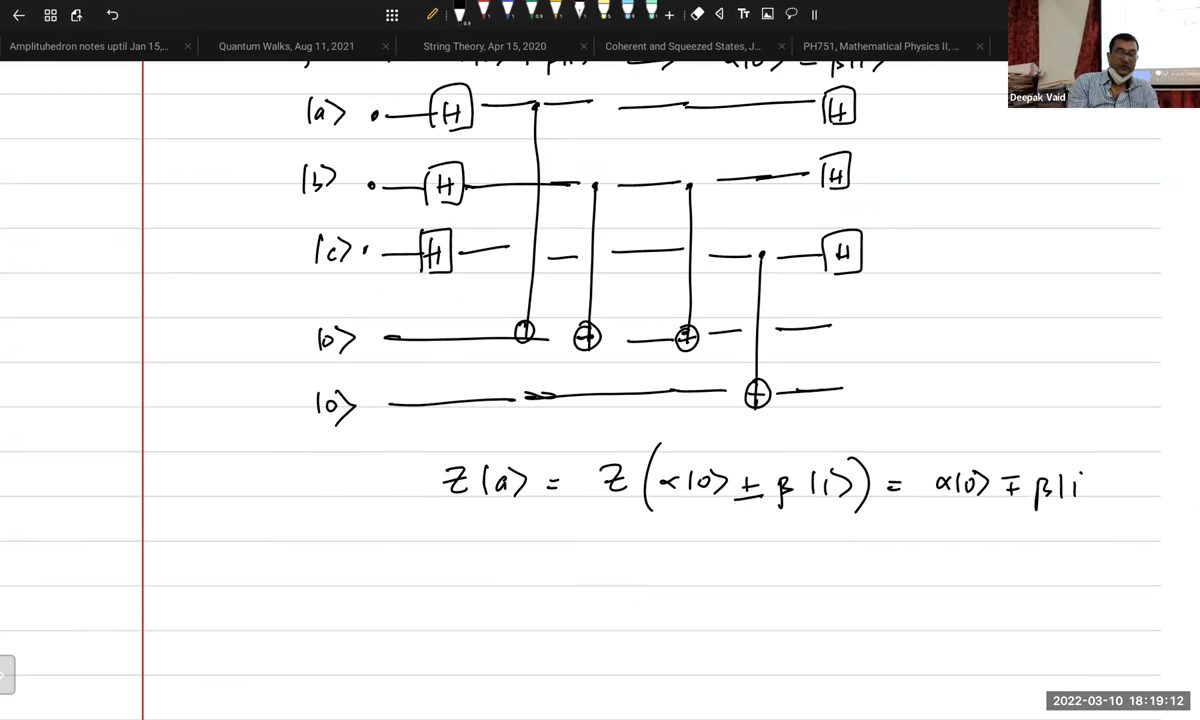 Amplituhedron notes uptil Jan 15,...
Quantum Walks, Aug 11, 2021
String Theory, Apr 15, 2020
Coherent and Squeezed States, J...
PH751, Mathematical Physics II, ...
Deepak Vaid
|a> H H
|b> H H
|c> H H
|0>
|0>
Z|a> = Z(α|0> ± β|1>) = α|0> ∓ β|1
2022-03-10 18:19:12